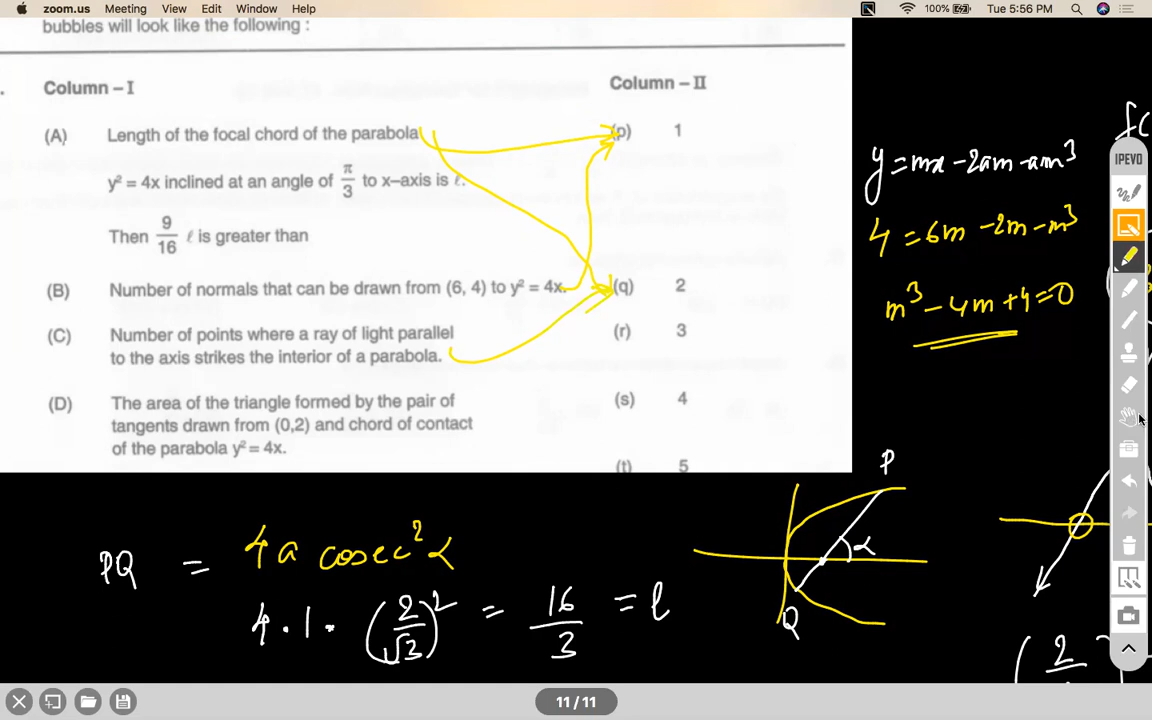 zoom.us Meeting View Edit Window Help 100% Tue 5:56 PM
bubbles will look like the following :
Column – I Column – II
(A) Length of the focal chord of the parabola (p) 1
y² = 4x inclined at an angle of π/3 to x-axis is ℓ.
Then 9/16 ℓ is greater than
(B) Number of normals that can be drawn from (6, 4) to y² = 4x. (q) 2
(C) Number of points where a ray of light parallel (r) 3
to the axis strikes the interior of a parabola.
(D) The area of the triangle formed by the pair of (s) 4
tangents drawn from (0,2) and chord of contact
of the parabola y² = 4x.
(t) 5
y = mx - 2am - am³
4 = 6m - 2m - m³
m³ - 4m + 4 = 0
IPEVO
PQ = 4a cosec² α
4 · 1 · (2/√3)² = 16/3 = l
P
α
Q
11 / 11